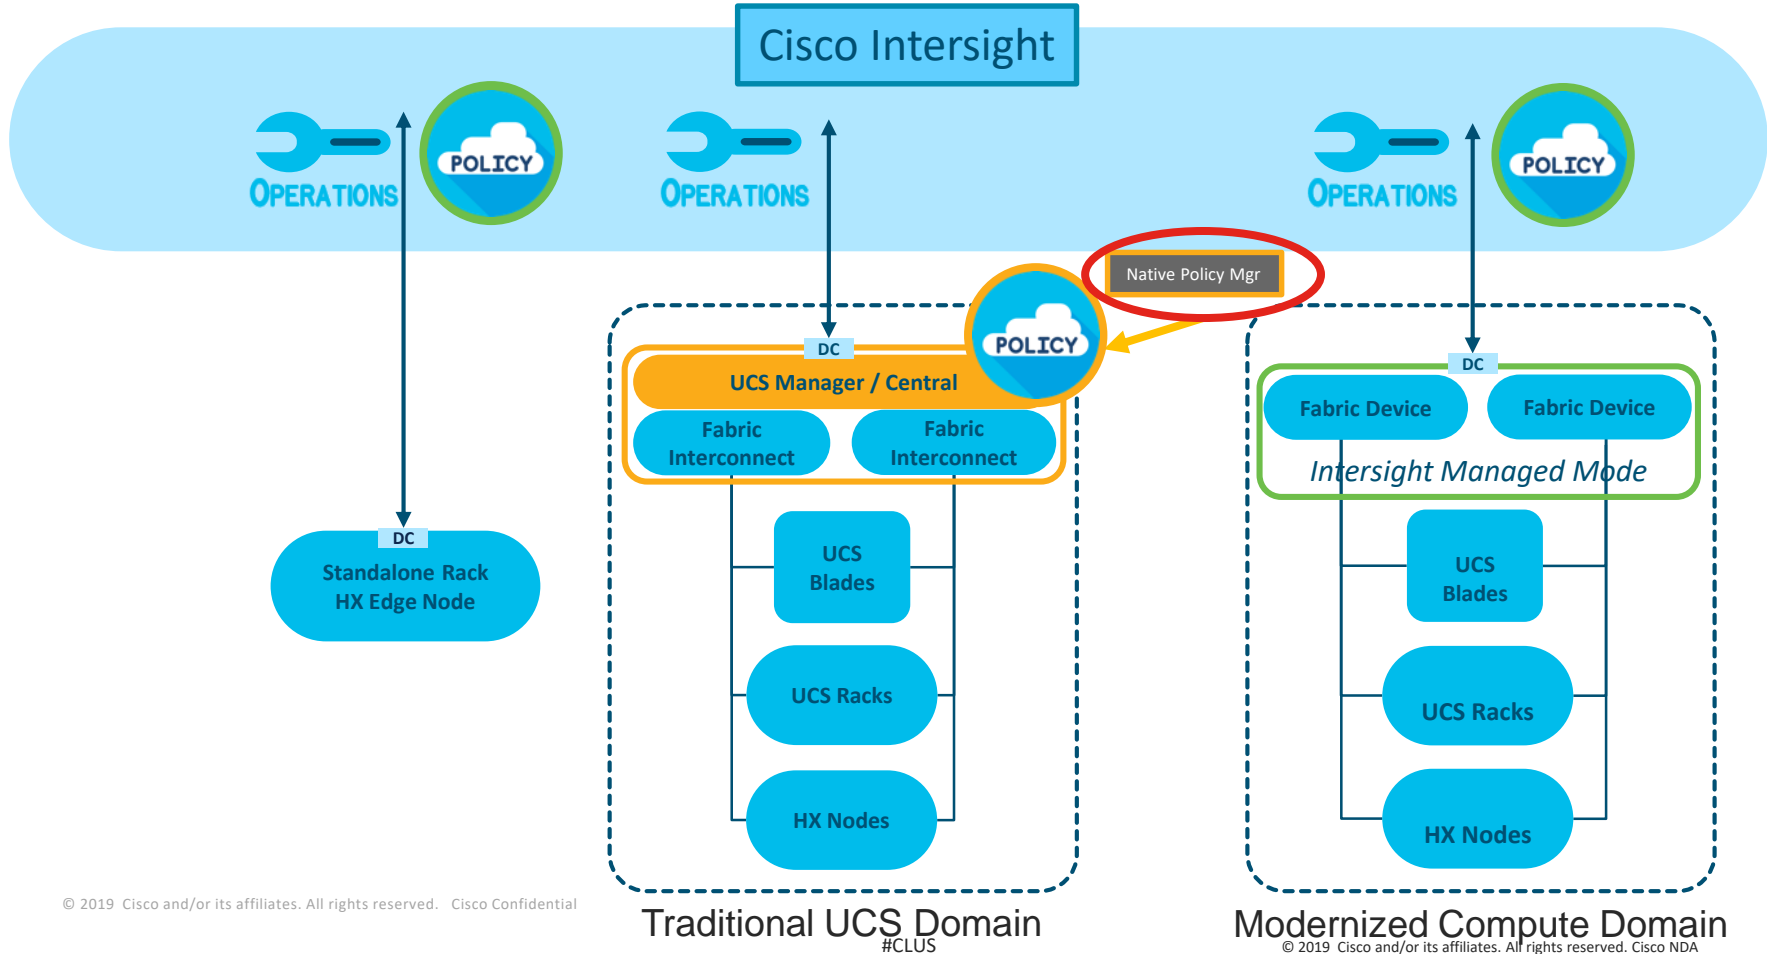 Cisco Intersight
POLICY
OPERATIONS
OPERATIONS
POLICY
OPERATIONS
Native Policy Mgr
POLICY
DC
UCS Manager / Central
Fabric
Interconnect
Fabric
Interconnect
UCS
Blades
UCS Racks
HX Nodes
DC
Fabric Device
Fabric Device
Intersight Managed Mode
UCS
Blades
UCS Racks
HX Nodes
DC
Standalone Rack
HX Edge Node
© 2019 Cisco and/or its affiliates. All rights reserved. Cisco Confidential
Traditional UCS Domain
#CLUS
Modernized Compute Domain
© 2019 Cisco and/or its affiliates. All rights reserved. Cisco NDA